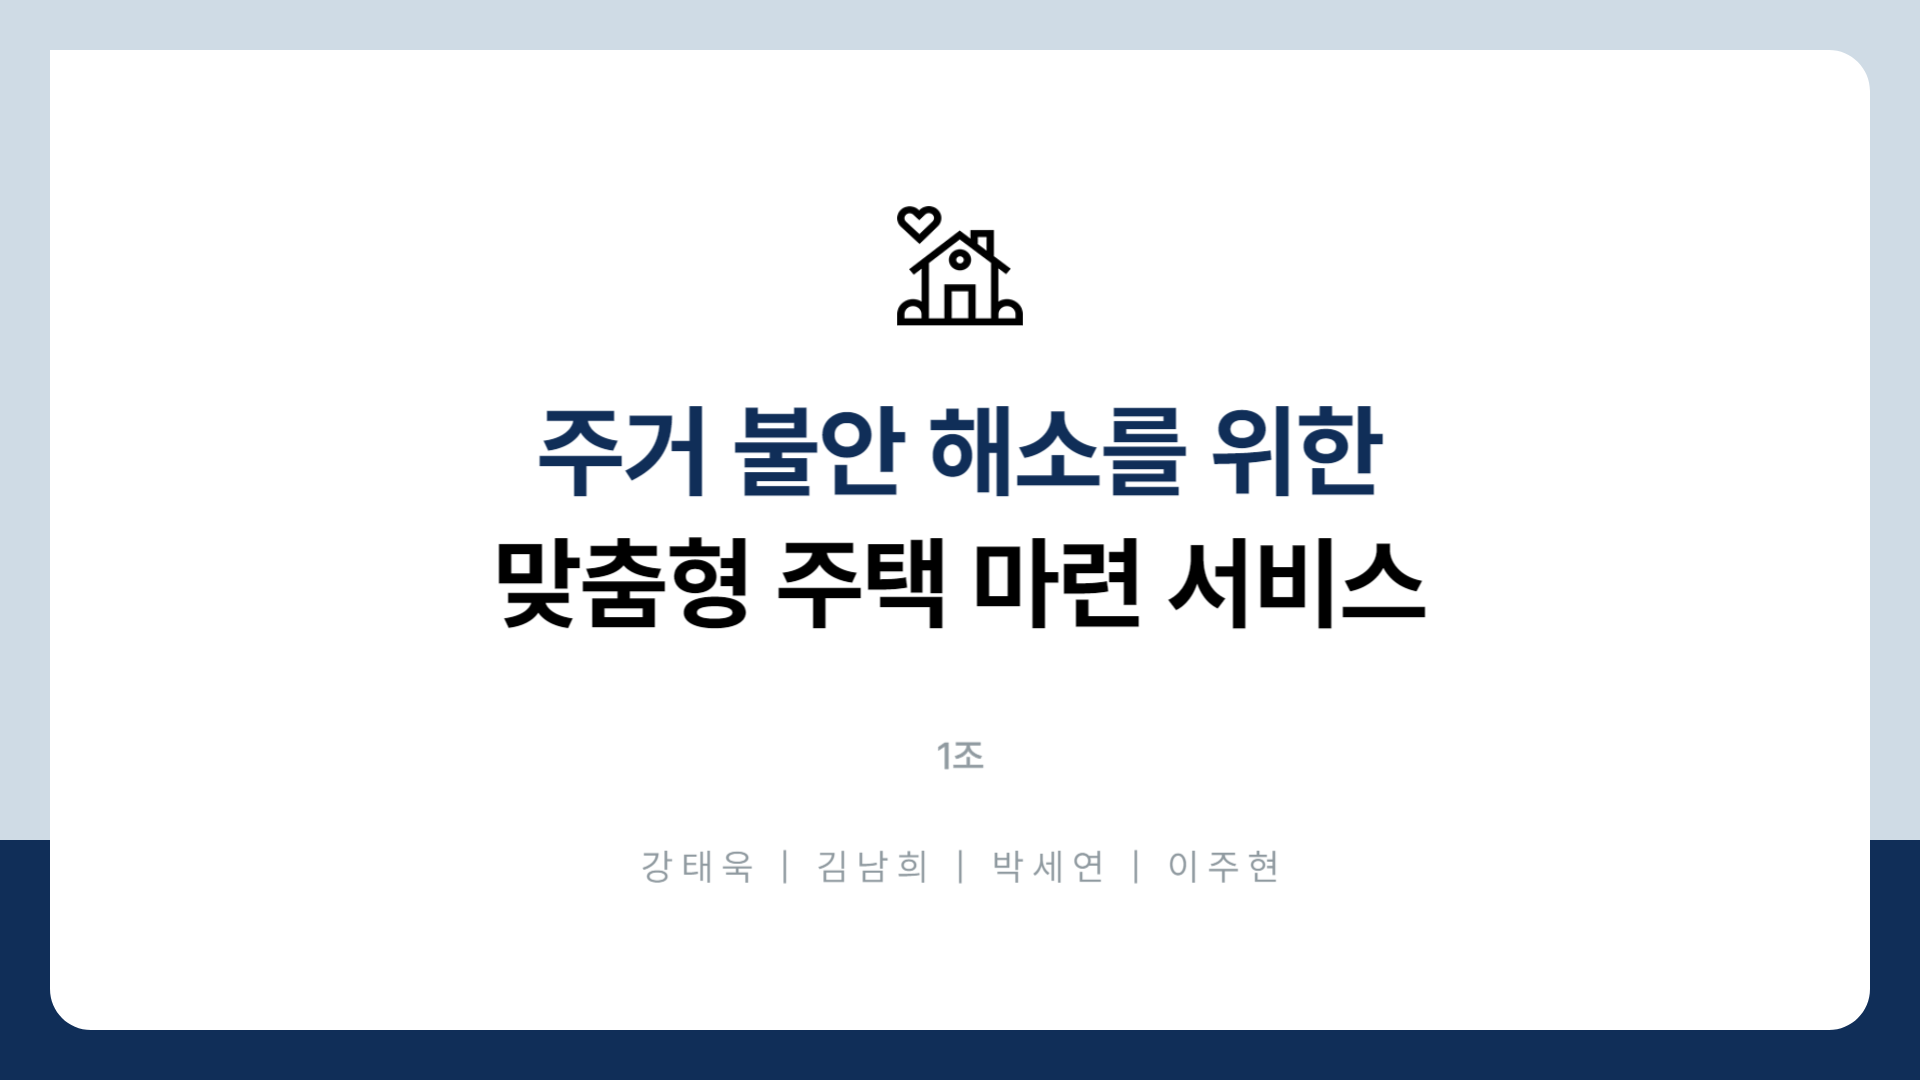 주거 불안 해소를 위한
맞춤형 주택 마련 서비스
1조
강태욱 | 김남희 | 박세연 | 이주현